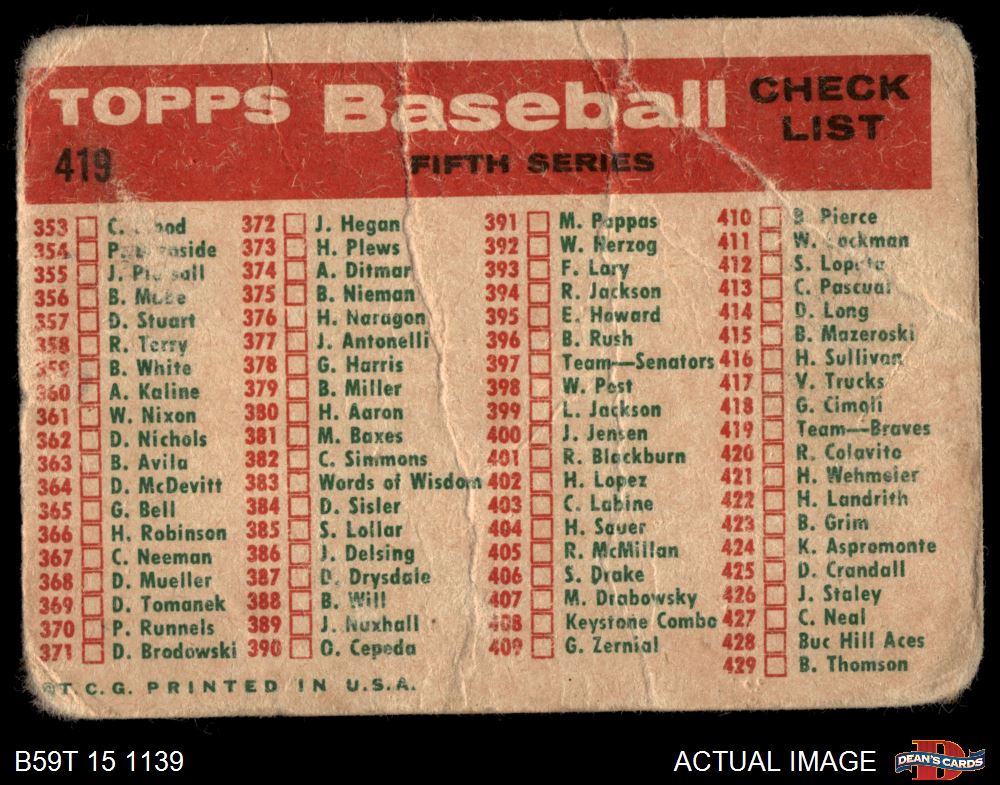 TOPPS Baseball CHECK LIST
419 FIFTH SERIES
353 C.
354
355 J.
356 B.
357 D. Stuart
358 R. Terry
359 B. White
360 A. Kaline
361 W. Nixon
362 D. Nichols
363 B. Avila
364 D. McDevitt
365 G. Bell
366 H. Robinson
367 C. Neeman
368 D. Mueller
369 D. Tomanek
370 P. Runnels
371 D. Brodowski
372 J. Hegan
373 H. Plews
374 A. Ditmar
375 B. Nieman
376 H. Naragon
377 J. Antonelli
378 G. Harris
379 B. Miller
380 H. Aaron
381 M. Baxes
382 C. Simmons
383 Words of Wisdom
384 D. Sisler
385 S. Lollar
386 J. Delsing
387 D. Drysdale
388 B. Will
389 J. Nuxhall
390 O. Cepeda
391 M. Pappas
392 W. Herzog
393 F. Lary
394 R. Jackson
395 E. Howard
396 B. Rush
397 Team—Senators
398 W. Post
399 L. Jackson
400 J. Jensen
401 R. Blackburn
402 H. Lopez
403 C. Labine
404 H. Sauer
405 R. McMillan
406 S. Drake
407 M. Drabowsky
408 Keystone Combo
409 G. Zernial
410 B. Pierce
411 W.
412 S. Lopata
413 C. Pascual
414 D. Long
415 B. Mazeroski
416 H. Sullivan
417 V. Trucks
418 G. Cimoli
419 Team—Braves
420 R. Colavito
421 H. Wehmeier
422 H. Landrith
423 B. Grim
424 K. Aspromonte
425 D. Crandall
426 J. Staley
427 C. Neal
428 Buc Hill Aces
429 B. Thomson
©T.C.G. PRINTED IN U.S.A.
B59T 15 1139
ACTUAL IMAGE
DEAN'S CARDS